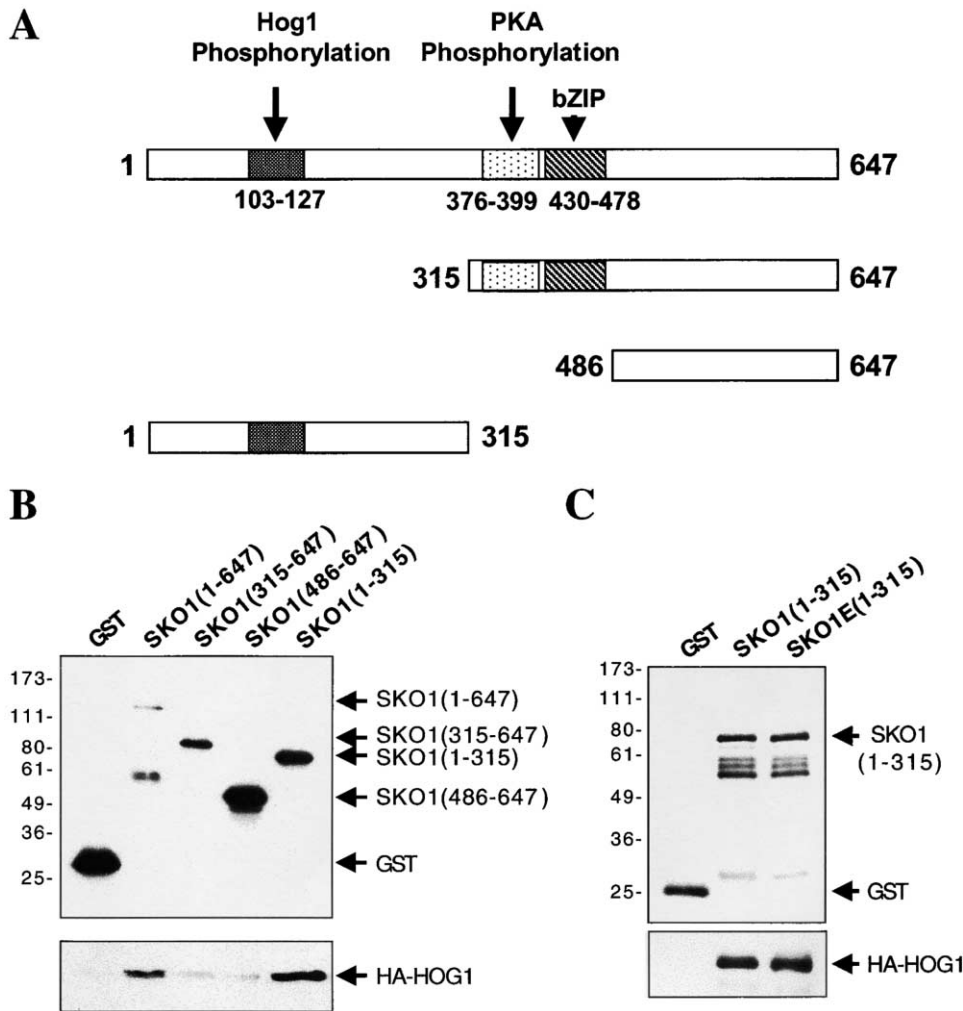 A
Hog1
Phosphorylation
PKA
Phosphorylation
bZIP
1
647
103-127
376-399
430-478
315
647
486
647
1
315
B
GST
SKO1(1-647)
SKO1(315-647)
SKO1(486-647)
SKO1(1-315)
173-
111-
80-
61-
49-
36-
25-
SKO1(1-647)
SKO1(315-647)
SKO1(1-315)
SKO1(486-647)
GST
HA-HOG1
C
GST
SKO1(1-315)
SKO1E(1-315)
173-
111-
80-
61-
49-
36-
25-
SKO1
(1-315)
GST
HA-HOG1